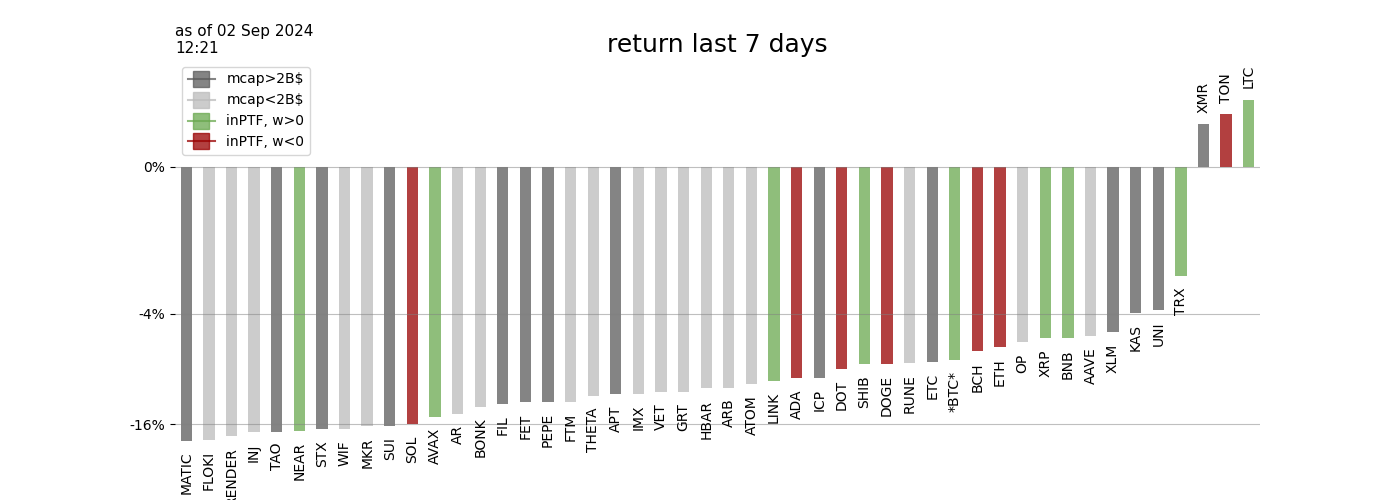 as of 02 Sep 2024
12:21
return last 7 days
mcap>2B$
mcap<2B$
inPTF, w>0
inPTF, w<0
0%
-4%
-16%
MATIC
FLOKI
RENDER
INJ
TAO
NEAR
STX
WIF
MKR
SUI
SOL
AVAX
AR
BONK
FIL
FET
PEPE
FTM
THETA
APT
IMX
VET
GRT
HBAR
ARB
ATOM
LINK
ADA
ICP
DOT
SHIB
DOGE
RUNE
ETC
*BTC*
BCH
ETH
OP
XRP
BNB
AAVE
XLM
KAS
UNI
TRX
XMR
TON
LTC